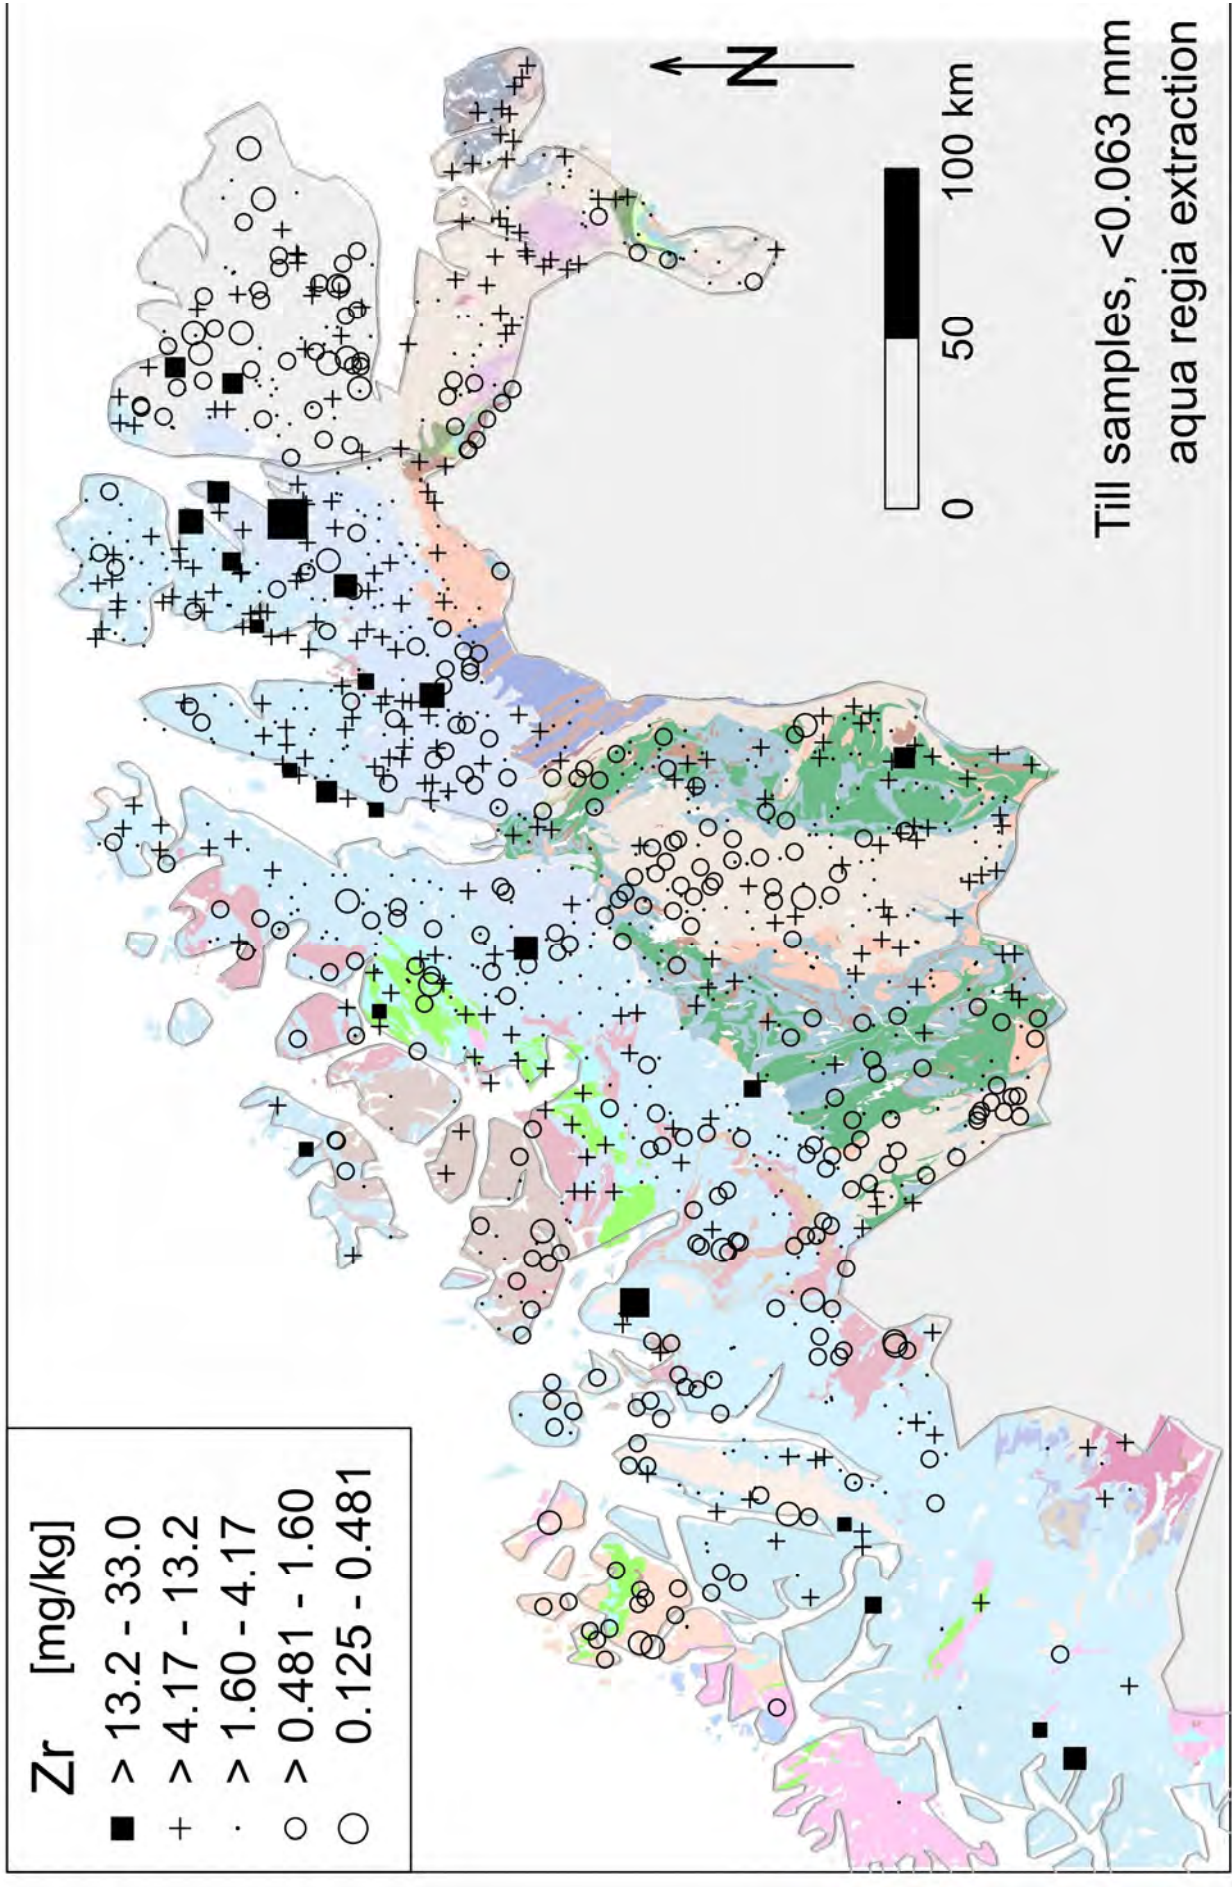 Zr [mg/kg]
> 13.2 - 33.0
> 4.17 - 13.2
> 1.60 - 4.17
> 0.481 - 1.60
0.125 - 0.481
N
0 50 100 km
Till samples, <0.063 mm
aqua regia extraction